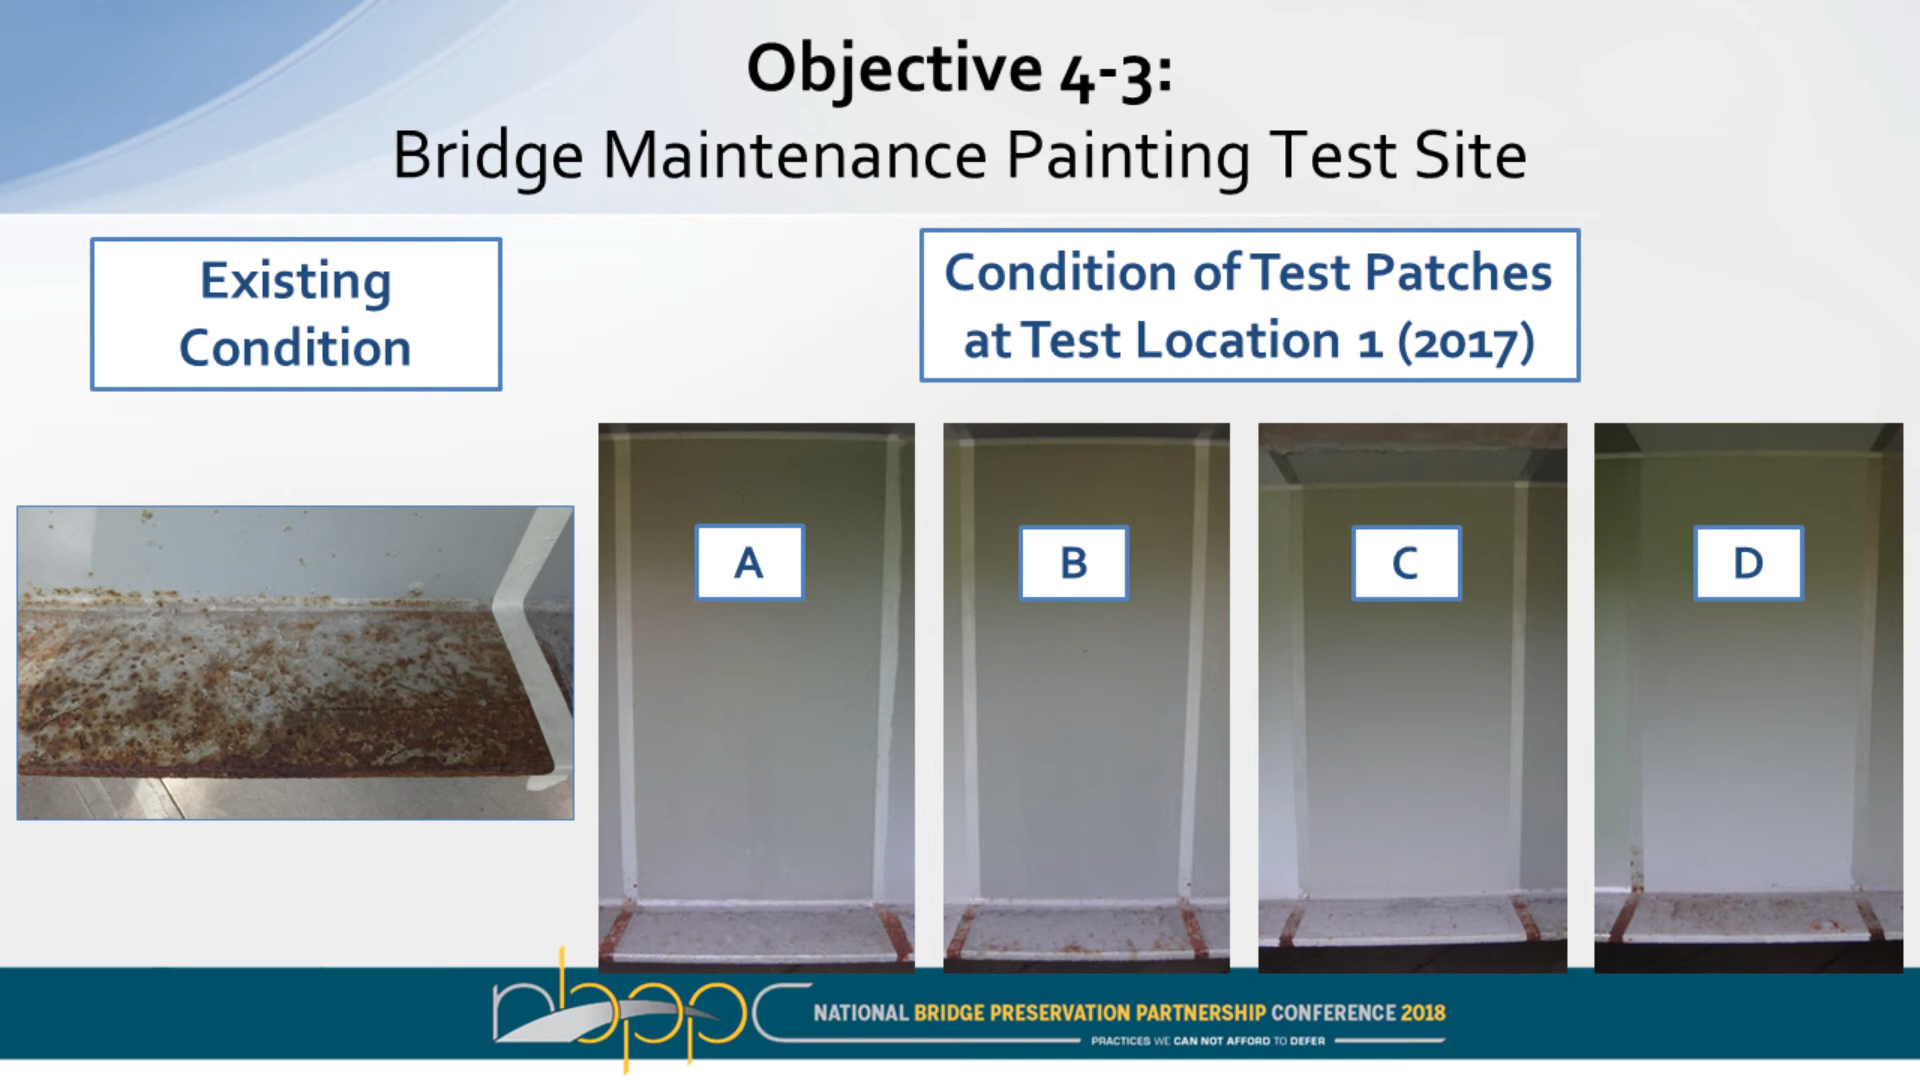 Objective 4-3:
Bridge Maintenance Painting Test Site
Existing
Condition
Condition of Test Patches
at Test Location 1 (2017)
A
B
C
D
nbppc
NATIONAL BRIDGE PRESERVATION PARTNERSHIP CONFERENCE 2018
PRACTICES WE CAN NOT AFFORD TO DEFER